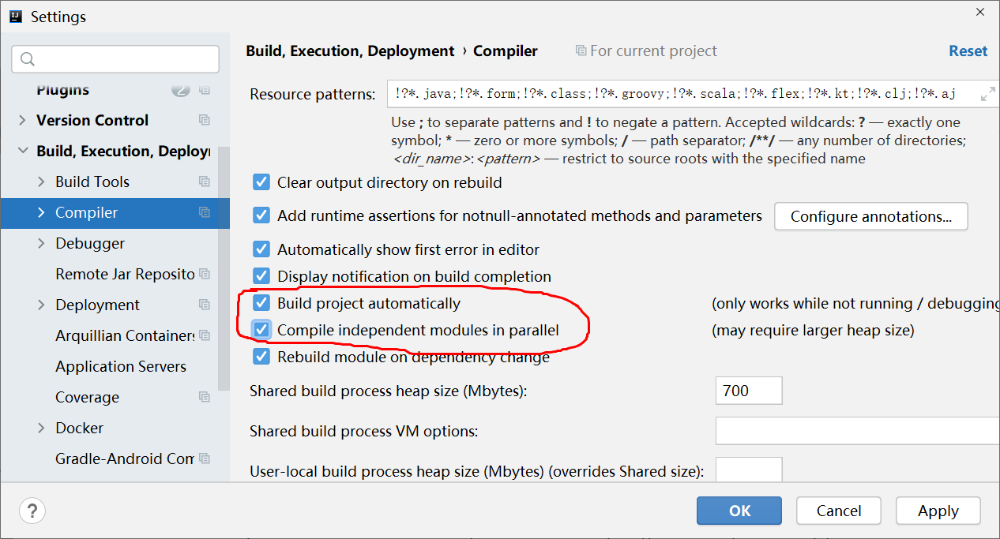 Settings
Build, Execution, Deployment › Compiler
For current project
Reset
Plugins
2
Version Control
Build, Execution, Deploy
Build Tools
Compiler
Debugger
Remote Jar Reposito
Deployment
Arquillian Containers
Application Servers
Coverage
Docker
Gradle-Android Com
Resource patterns:
!?*.java;!?*.form;!?*.class;!?*.groovy;!?*.scala;!?*.flex;!?*.kt;!?*.clj;!?*.aj
Use ; to separate patterns and ! to negate a pattern. Accepted wildcards: ? — exactly one
symbol; * — zero or more symbols; / — path separator; /**/ — any number of directories;
<dir_name>:<pattern> — restrict to source roots with the specified name
Clear output directory on rebuild
Add runtime assertions for notnull-annotated methods and parameters
Configure annotations...
Automatically show first error in editor
Display notification on build completion
Build project automatically
(only works while not running / debugging
Compile independent modules in parallel
(may require larger heap size)
Rebuild module on dependency change
Shared build process heap size (Mbytes):
700
Shared build process VM options:
User-local build process heap size (Mbytes) (overrides Shared size):
?
OK
Cancel
Apply